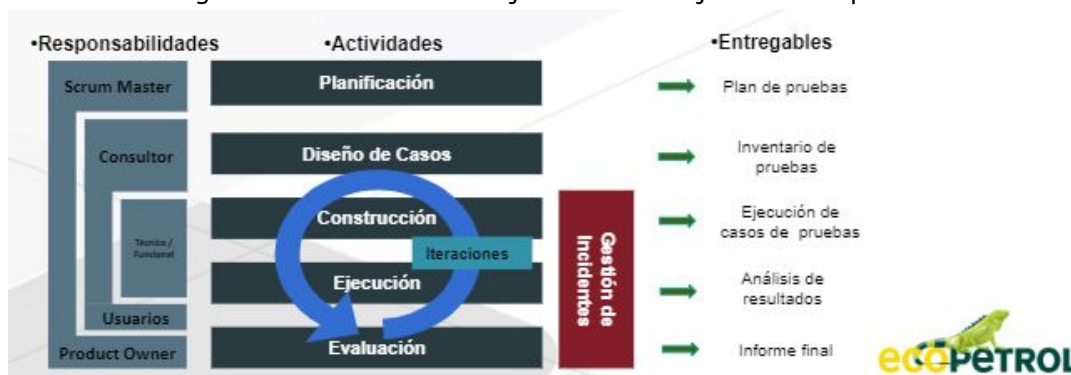 •Responsabilidades
•Actividades
•Entregables
Scrum Master
Planificación
Plan de pruebas
Consultor
Diseño de Casos
Inventario de
pruebas
Técnico /
Funcional
Construcción
Ejecución de
casos de pruebas
Iteraciones
Gestión de
Incidentes
Ejecución
Análisis de
resultados
Usuarios
Product Owner
Evaluación
Informe final
ecopetrol